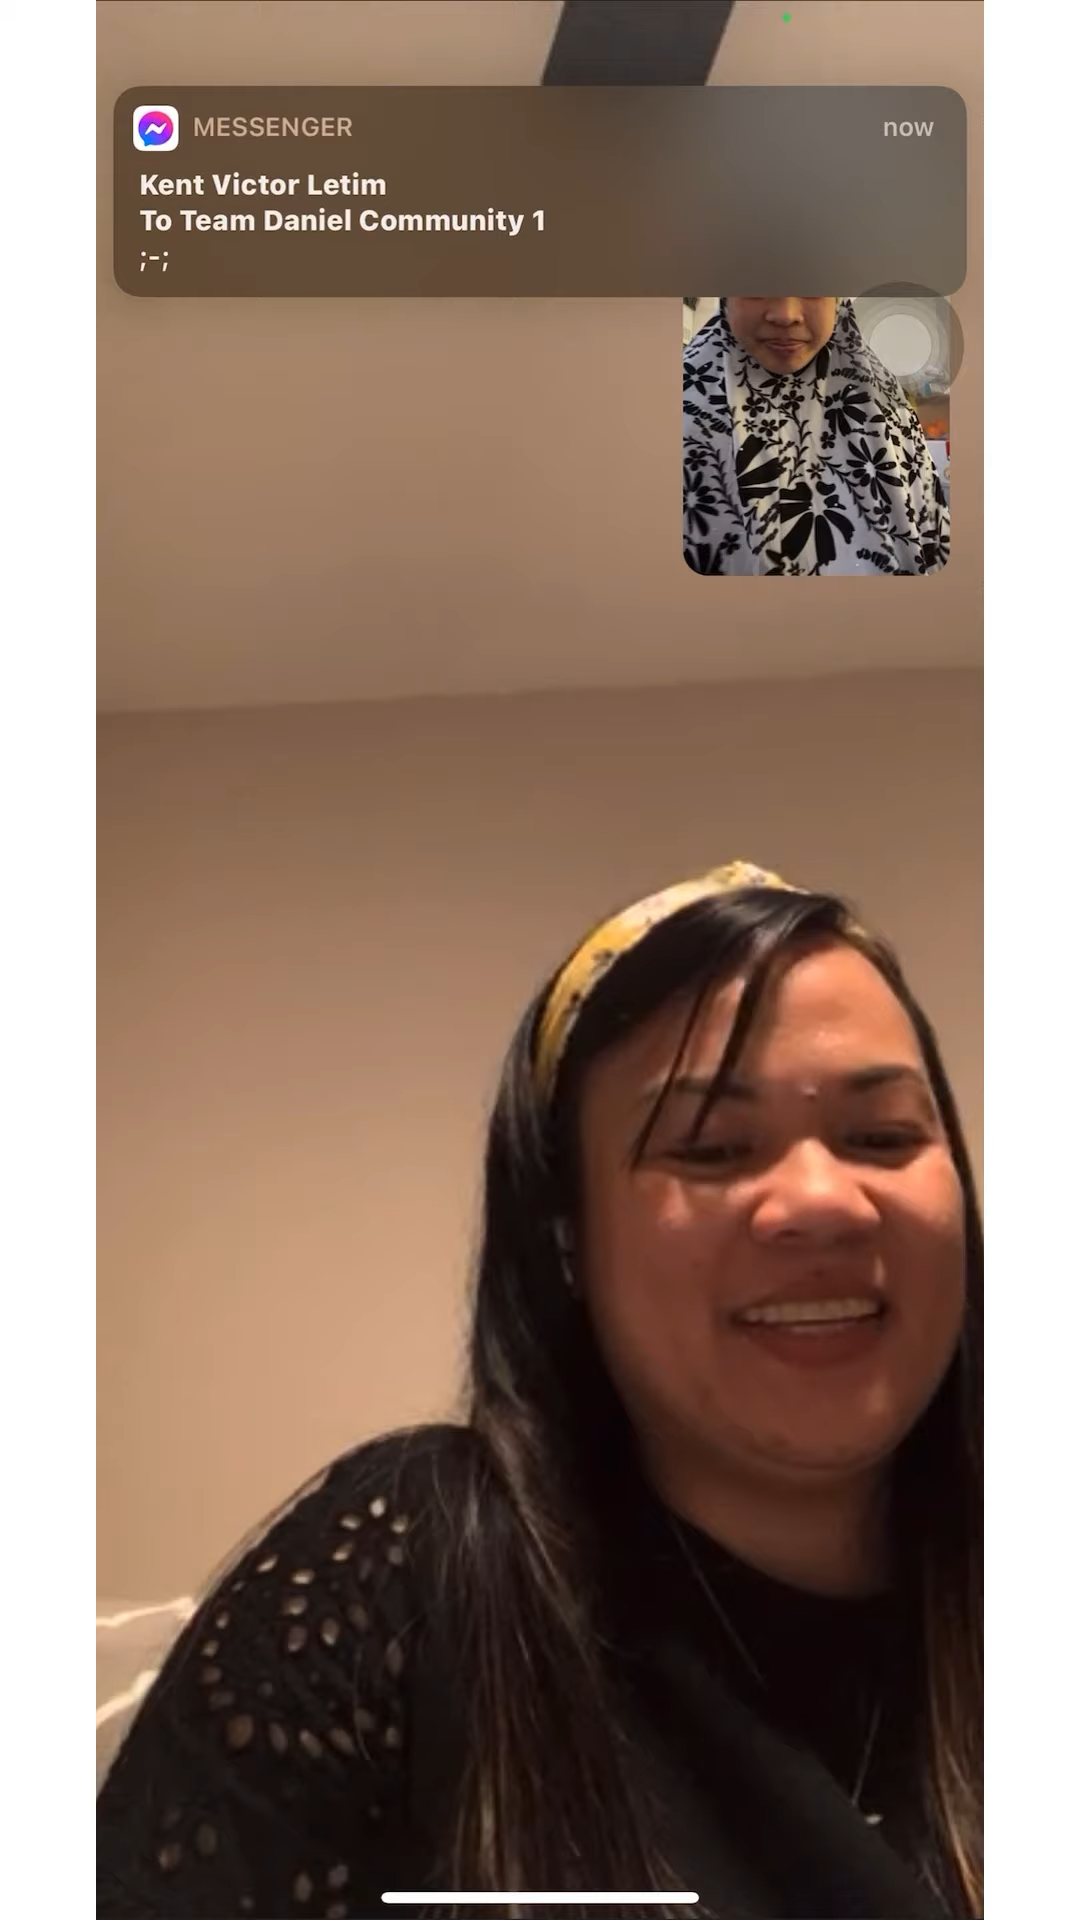 MESSENGER
now
Kent Victor Letim
To Team Daniel Community 1
;-;